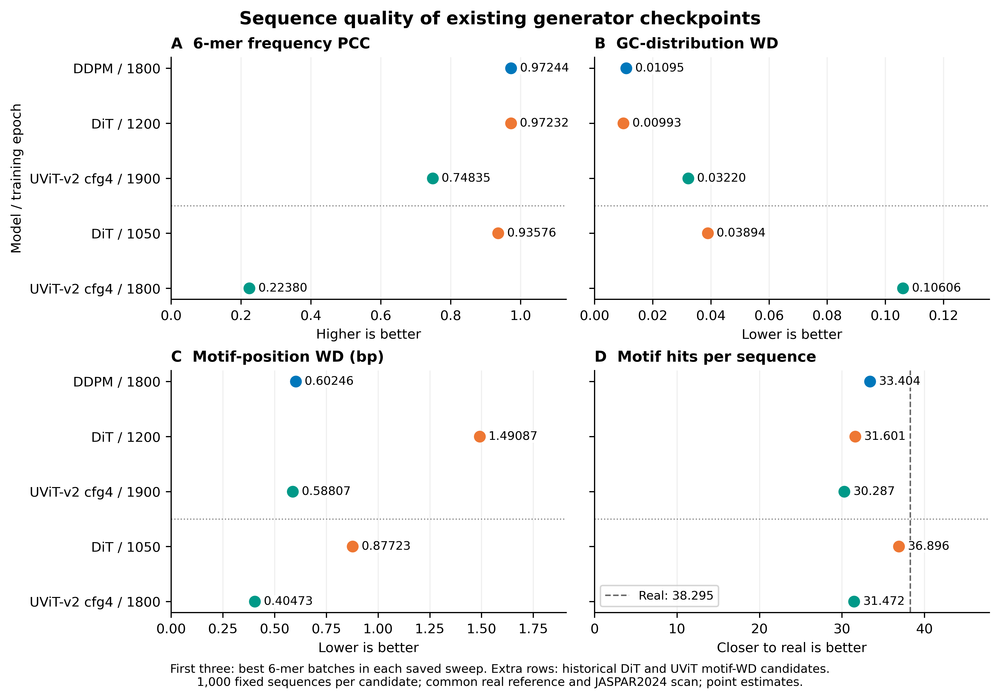 Sequence quality of existing generator checkpoints
A 6-mer frequency PCC
Model / training epoch
DDPM / 1800
DiT / 1200
UViT-v2 cfg4 / 1900
DiT / 1050
UViT-v2 cfg4 / 1800
0.97244
0.97232
0.74835
0.93576
0.22380
0.0 0.2 0.4 0.6 0.8 1.0
Higher is better
B GC-distribution WD
0.01095
0.00993
0.03220
0.03894
0.10606
0.00 0.02 0.04 0.06 0.08 0.10 0.12
Lower is better
C Motif-position WD (bp)
DDPM / 1800
DiT / 1200
UViT-v2 cfg4 / 1900
DiT / 1050
UViT-v2 cfg4 / 1800
0.60246
1.49087
0.58807
0.87723
0.40473
0.00 0.25 0.50 0.75 1.00 1.25 1.50 1.75
Lower is better
D Motif hits per sequence
33.404
31.601
30.287
36.896
31.472
Real: 38.295
0 10 20 30 40
Closer to real is better
First three: best 6-mer batches in each saved sweep. Extra rows: historical DiT and UViT motif-WD candidates.
1,000 fixed sequences per candidate; common real reference and JASPAR2024 scan; point estimates.